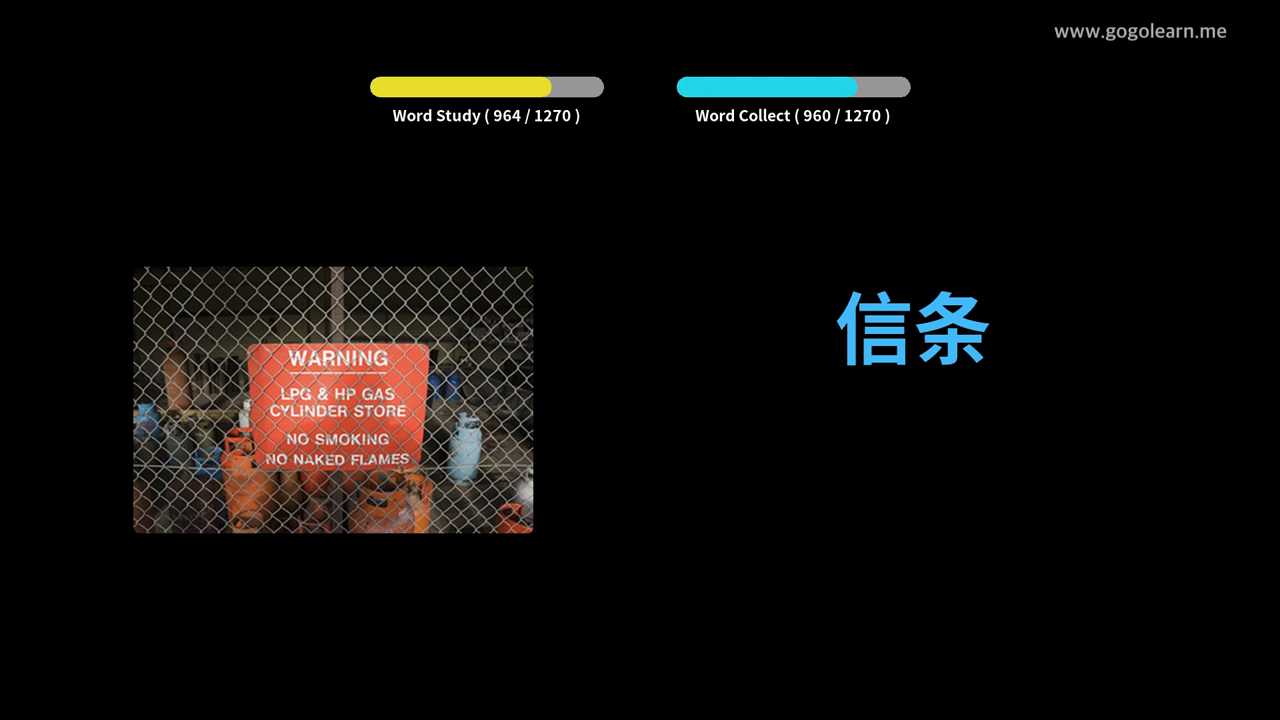 www.gogolearn.me
Word Study ( 964 / 1270 )
Word Collect ( 960 / 1270 )
信条
WARNING
LPG & HP GAS
CYLINDER STORE
NO SMOKING
NO NAKED FLAMES